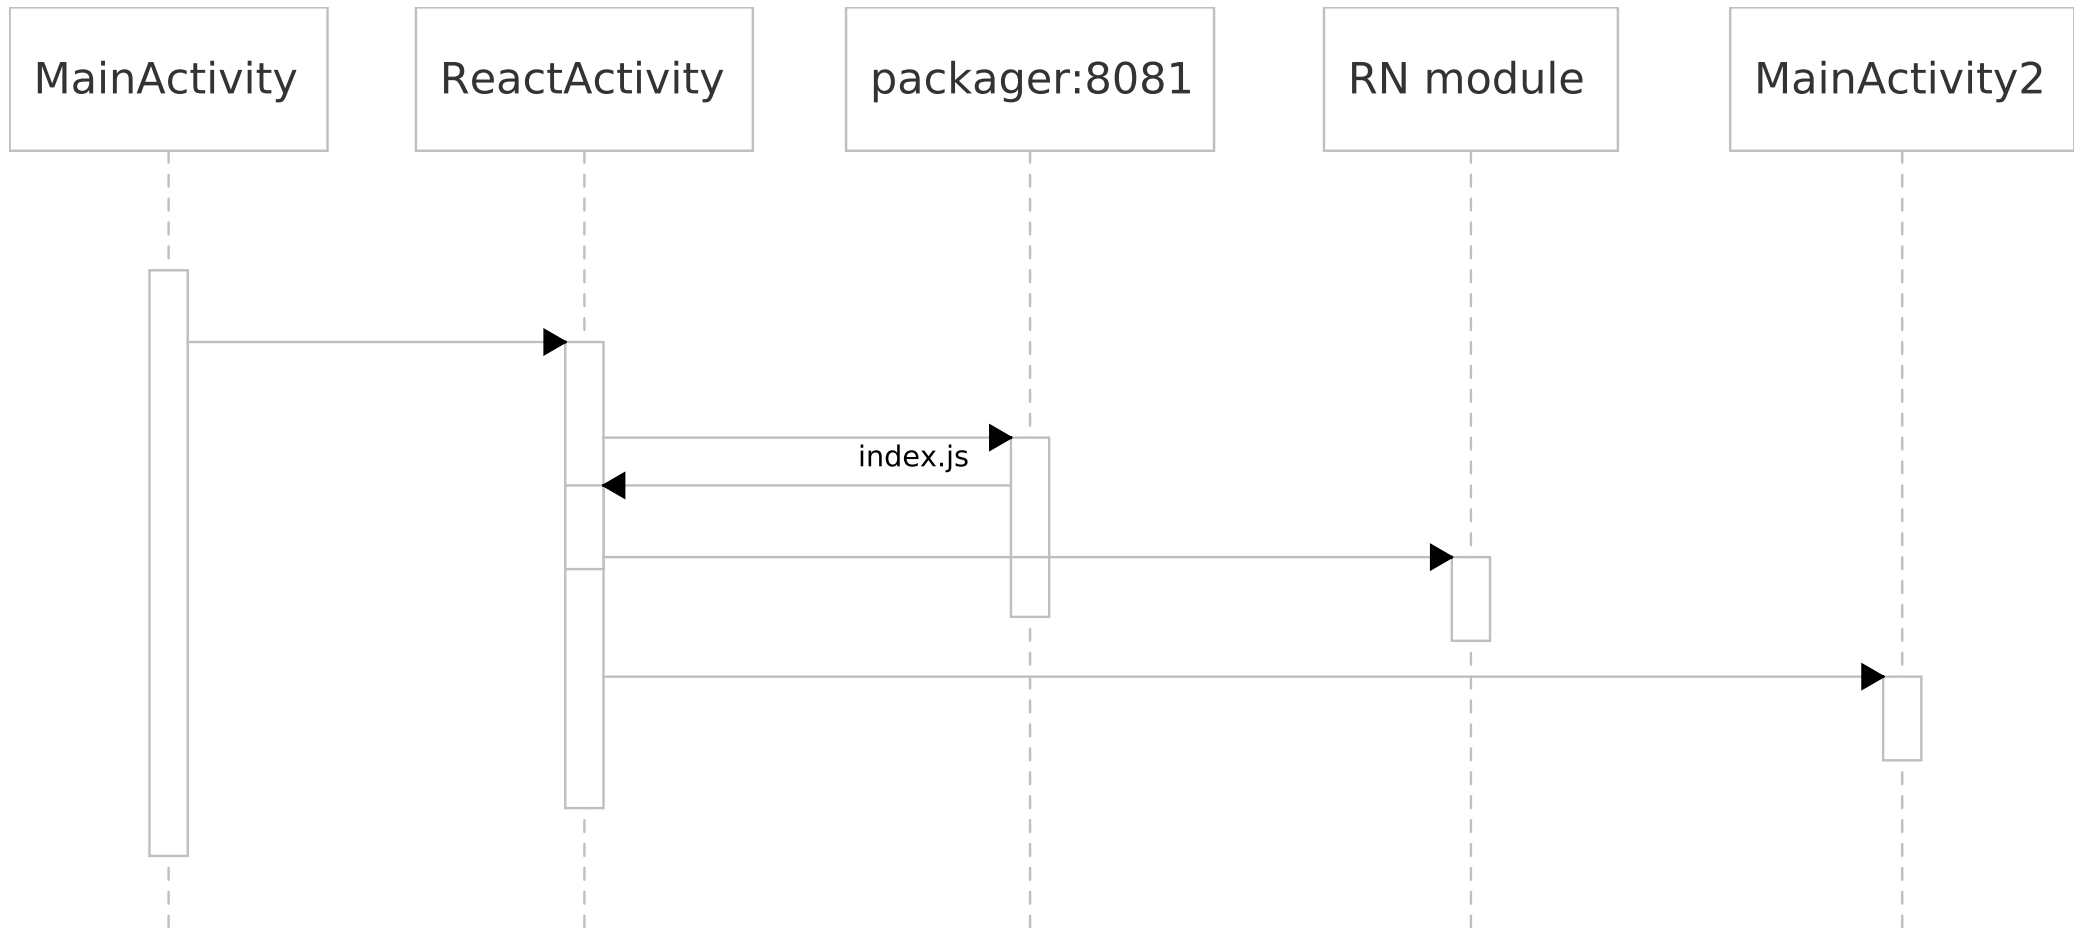 MainActivity
ReactActivity
packager:8081
RN module
MainActivity2
index.js